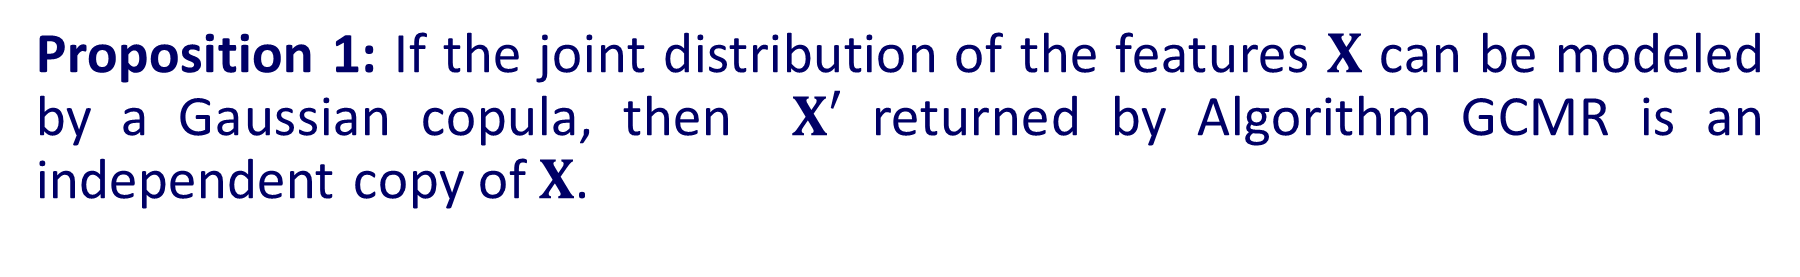 Proposition 1: If the joint distribution of the features X can be modeled
by a Gaussian copula, then X′ returned by Algorithm GCMR is an
independent copy of X.